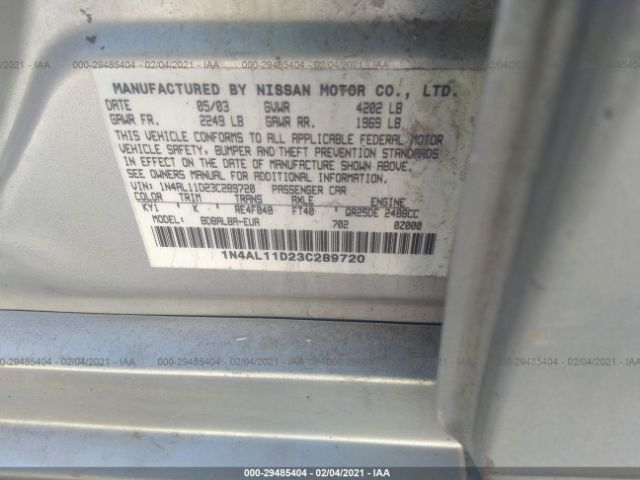 000-29485404 - 02/04/2021 - IAA
MANUFACTURED BY NISSAN MOTOR CO., LTD.
DATE 05/03 GVWR 4202 LB
GAWR FR. 2249 LB GAWR RR. 1969 LB
THIS VEHICLE CONFORMS TO ALL APPLICABLE FEDERAL MOTOR
VEHICLE SAFETY, BUMPER AND THEFT PREVENTION STANDARDS
IN EFFECT ON THE DATE OF MANUFACTURE SHOWN ABOVE.
SEE OWNERS MANUAL FOR ADDITIONAL INFORMATION
VIN: 1N4AL11D23C289720 PASSENGER CAR
COLOR TRIM TRANS AXLE ENGINE
KY1 K RE4F04B FT40 QR25DE 2488CC
MODEL: BDBALBA-EUA 702 0Z000
1N4AL11D23C289720
000-29485404 - 02/04/2021 - IAA
000-29485404 - 02/04/2021 - IAA